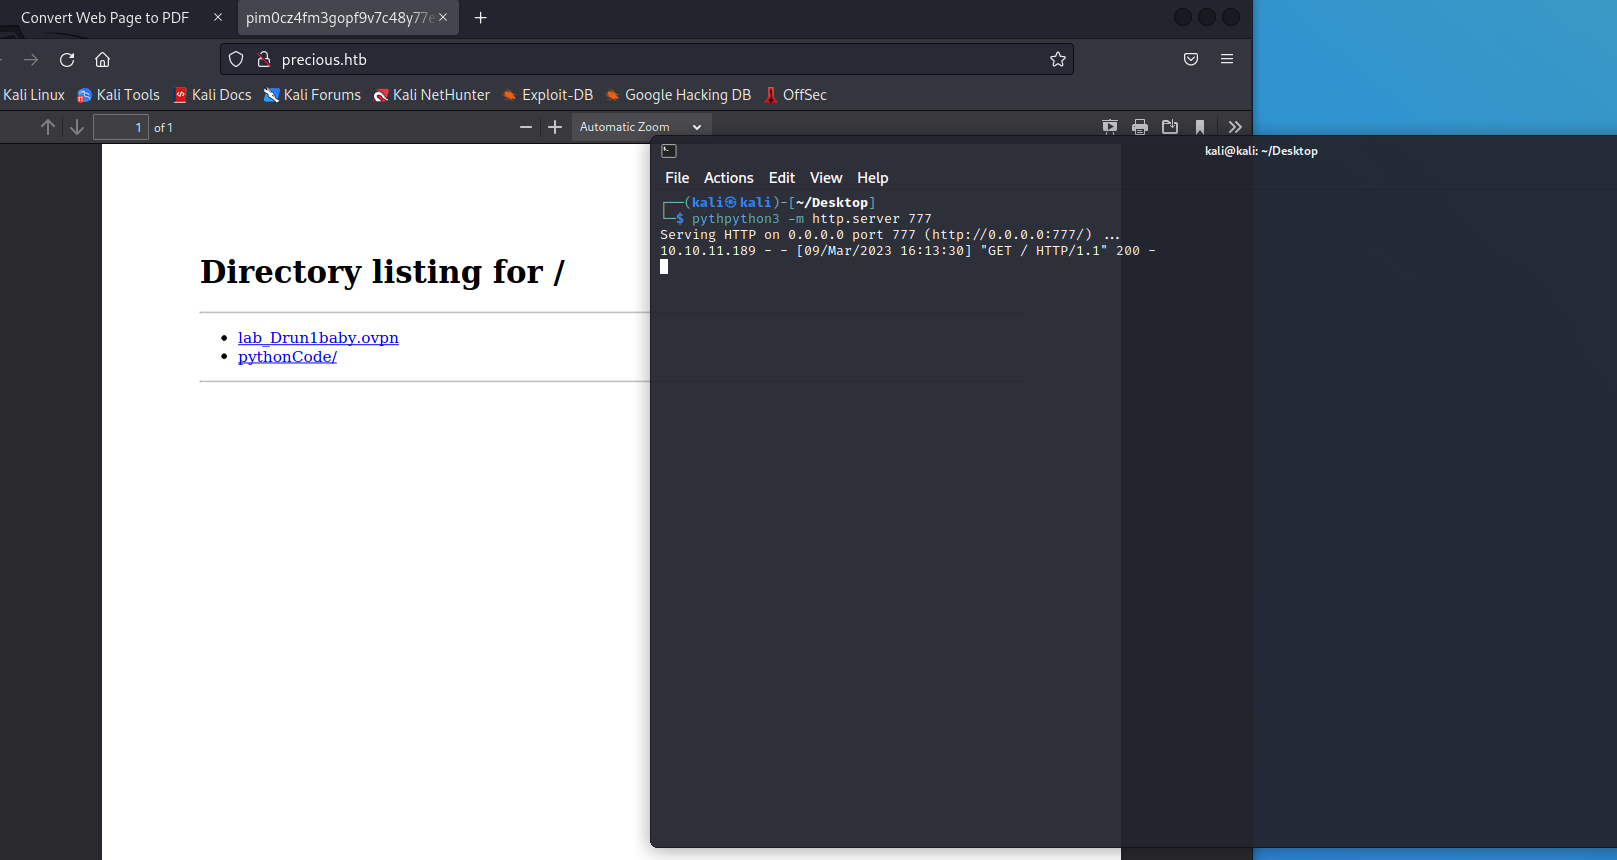 Convert Web Page to PDF
pim0cz4fm3gopf9v7c48y77e
precious.htb
Kali Linux Kali Tools Kali Docs Kali Forums Kali NetHunter Exploit-DB Google Hacking DB OffSec
1 of 1 Automatic Zoom
Directory listing for /
lab_Drun1baby.ovpn
pythonCode/
kali@kali: ~/Desktop
File Actions Edit View Help
┌──(kali㉿kali)-[~/Desktop]
└─$ pythpython3 -m http.server 777
Serving HTTP on 0.0.0.0 port 777 (http://0.0.0.0:777/) ...
10.10.11.189 - - [09/Mar/2023 16:13:30] "GET / HTTP/1.1" 200 -